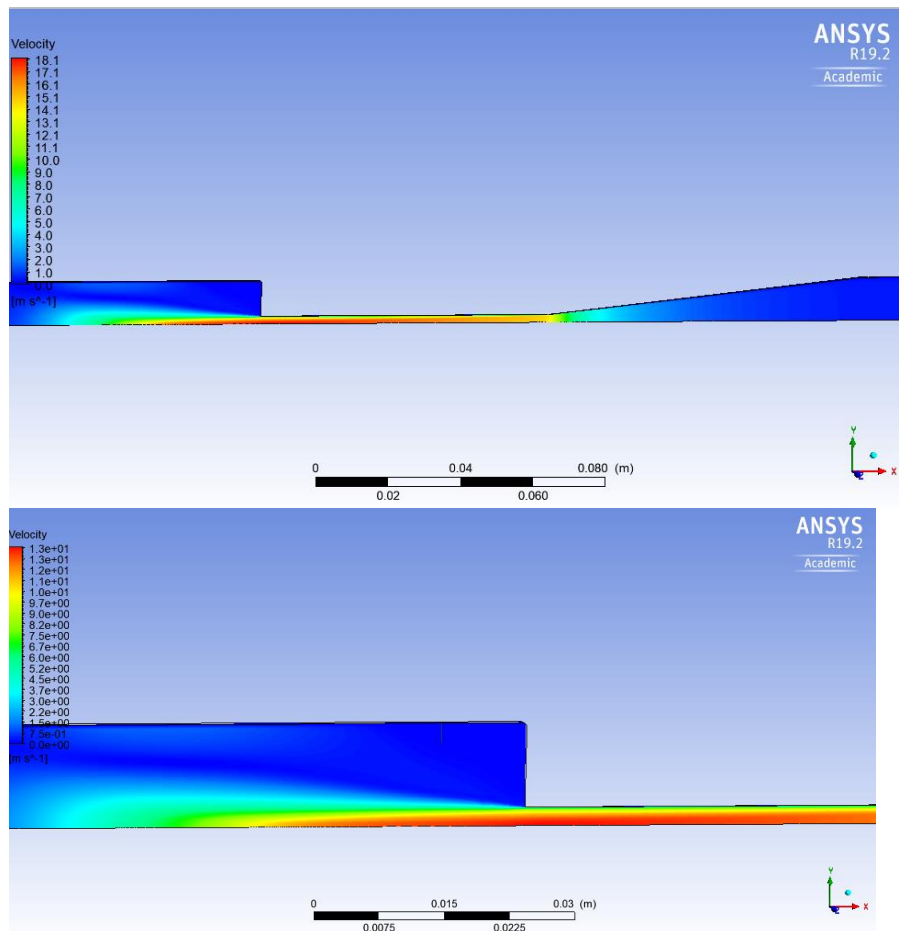 ANSYS
R19.2
Academic
Velocity
18.1
17.1
16.1
15.1
14.1
13.1
12.1
11.1
10.0
9.0
8.0
7.0
6.0
5.0
4.0
3.0
2.0
1.0
0.0
[m s^-1]
0 0.04 0.080 (m)
0.02 0.060
Y
X
Z
ANSYS
R19.2
Academic
Velocity
1.3e+01
1.3e+01
1.2e+01
1.1e+01
1.0e+01
9.7e+00
9.0e+00
8.2e+00
7.5e+00
6.7e+00
6.0e+00
5.2e+00
4.5e+00
3.7e+00
3.0e+00
2.2e+00
1.5e+00
7.5e-01
0.0e+00
[m s^-1]
0 0.015 0.03 (m)
0.0075 0.0225
Y
X
Z